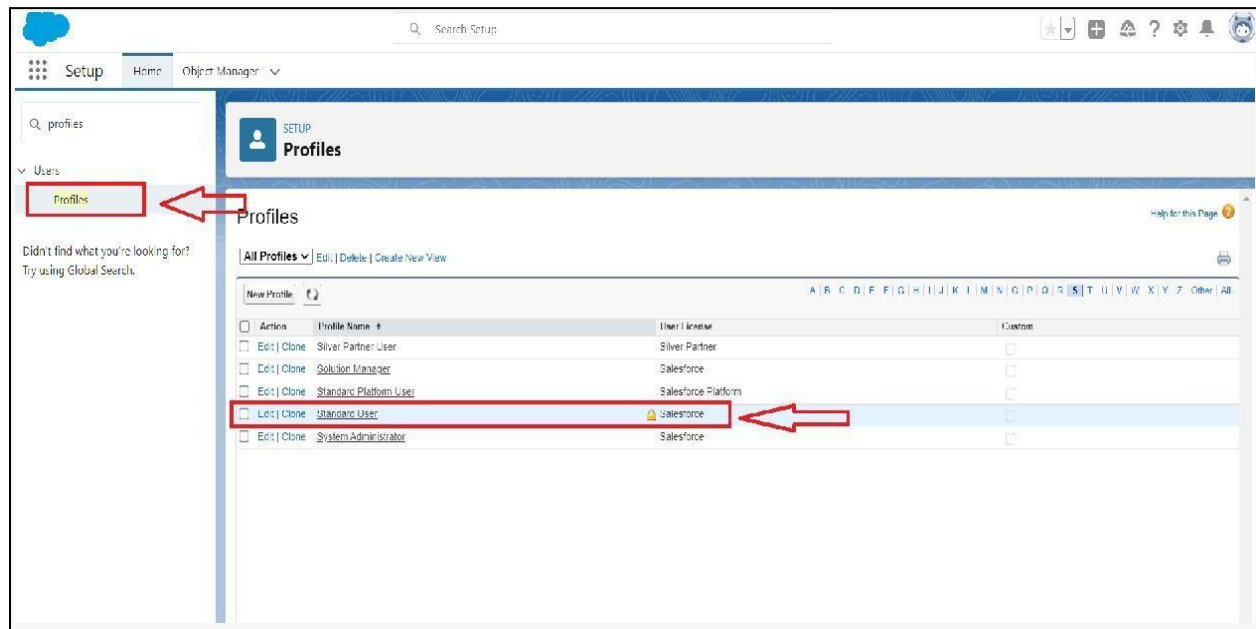 Search Setup
Setup Home Object Manager
profiles
Users
Profiles
Didn't find what you're looking for?
Try using Global Search.
SETUP
Profiles
Profiles
Help for this Page
All Profiles Edit | Delete | Create New View
New Profile A | B | C | D | E | F | G | H | I | J | K | L | M | N | O | P | Q | R | S | T | U | V | W | X | Y | Z | Other | All
Action Profile Name User License Custom
Edit | Clone Silver Partner User Silver Partner
Edit | Clone Solution Manager Salesforce
Edit | Clone Standard Platform User Salesforce Platform
Edit | Clone Standard User Salesforce
Edit | Clone System Administrator Salesforce